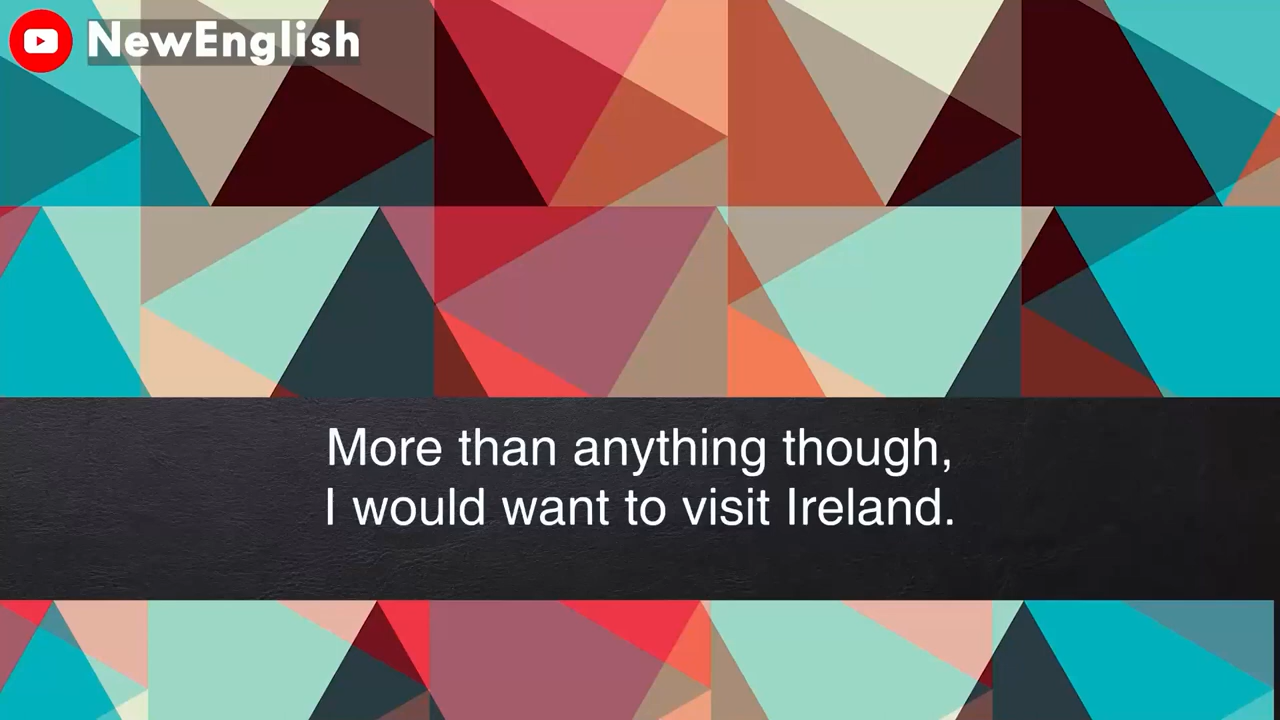 NewEnglish
More than anything though,
I would want to visit Ireland.